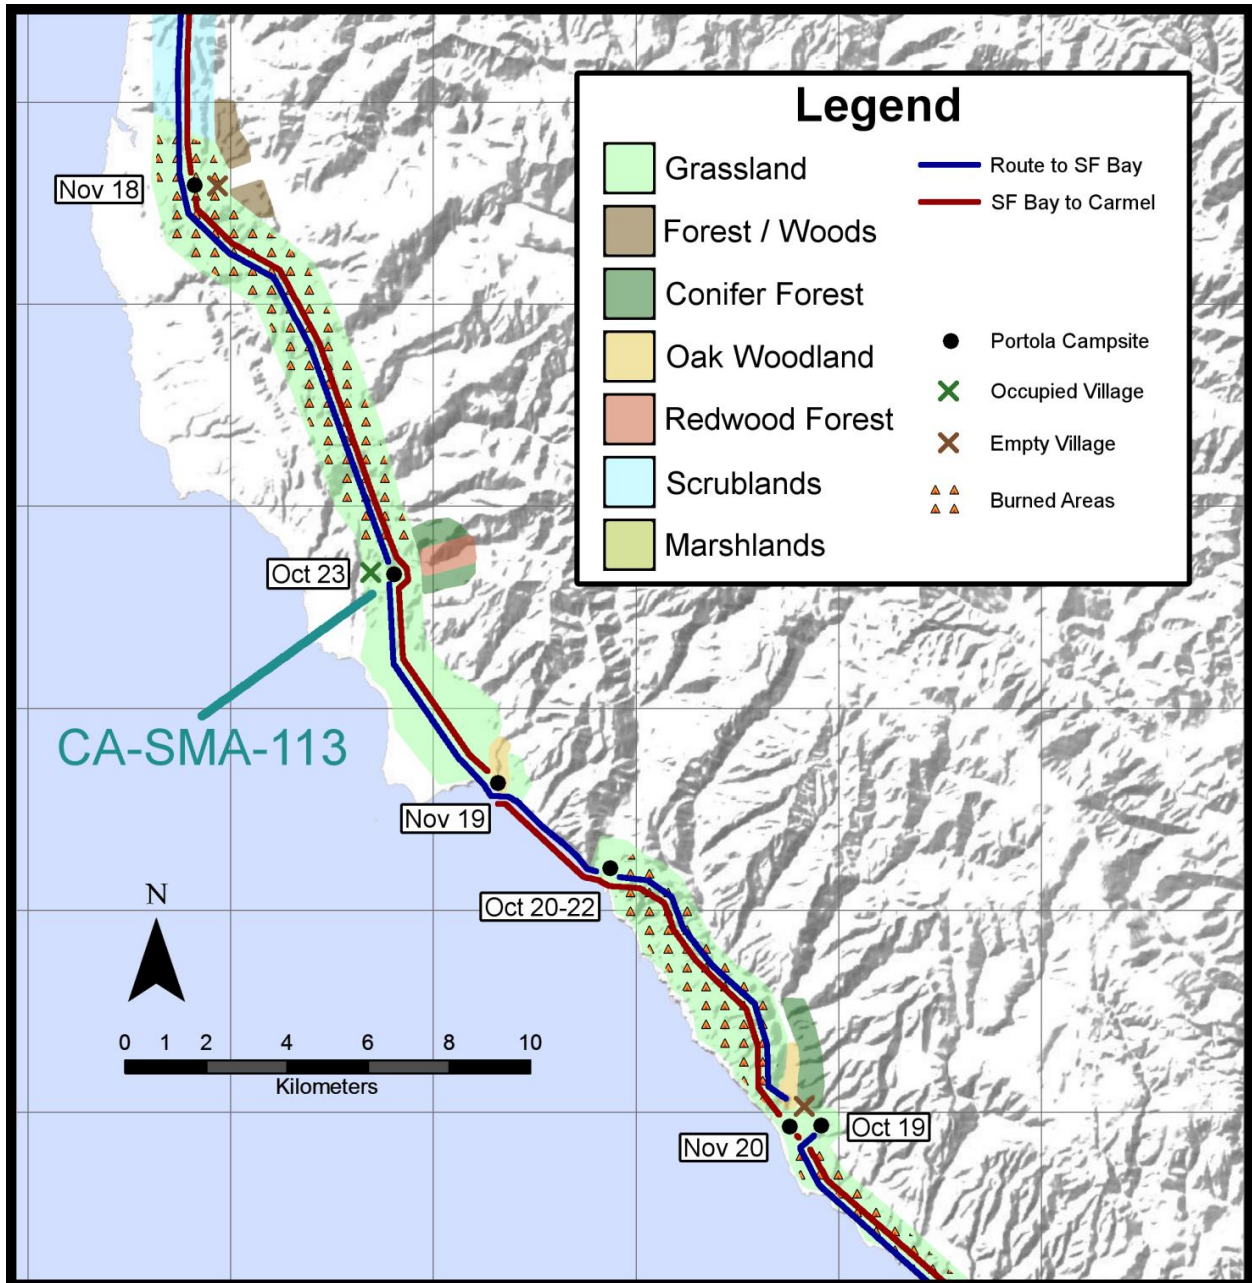 Legend
Grassland
Forest / Woods
Conifer Forest
Oak Woodland
Redwood Forest
Scrublands
Marshlands
Route to SF Bay
SF Bay to Carmel
Portola Campsite
Occupied Village
Empty Village
Burned Areas
Nov 18
Oct 23
CA-SMA-113
Nov 19
Oct 20-22
N
0 1 2 4 6 8 10
Kilometers
Oct 19
Nov 20